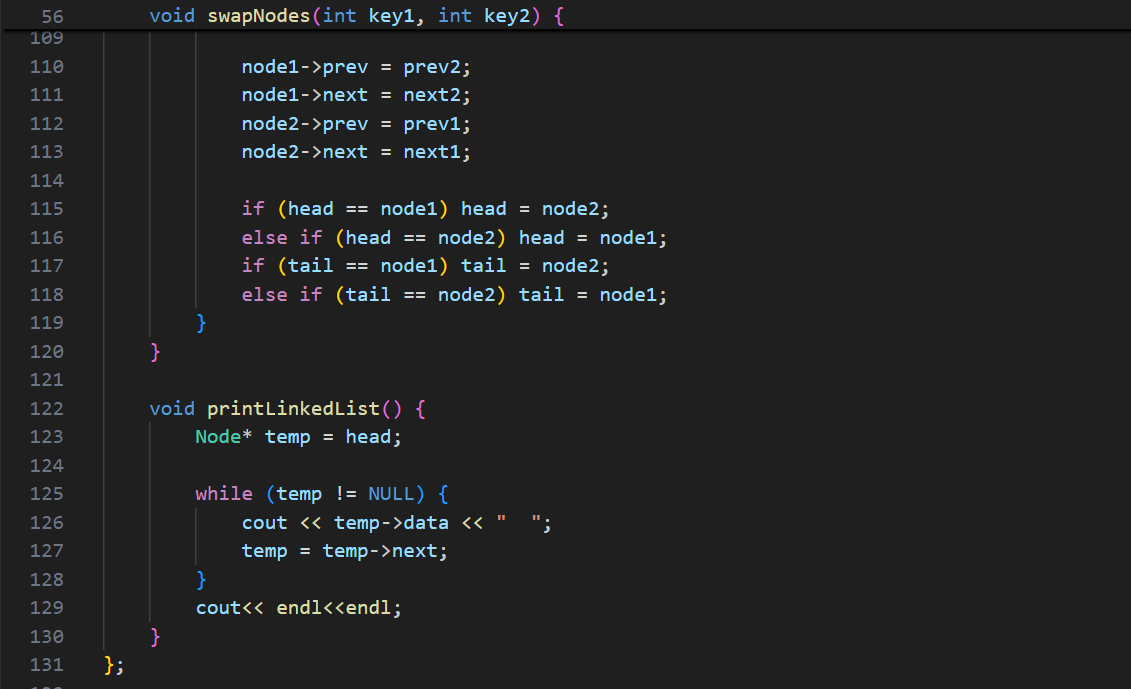 56 void swapNodes(int key1, int key2) {
109
110 node1->prev = prev2;
111 node1->next = next2;
112 node2->prev = prev1;
113 node2->next = next1;
114
115 if (head == node1) head = node2;
116 else if (head == node2) head = node1;
117 if (tail == node1) tail = node2;
118 else if (tail == node2) tail = node1;
119 }
120 }
121
122 void printLinkedList() {
123 Node* temp = head;
124
125 while (temp != NULL) {
126 cout << temp->data << "  ";
127 temp = temp->next;
128 }
129 cout<< endl<<endl;
130 }
131 };